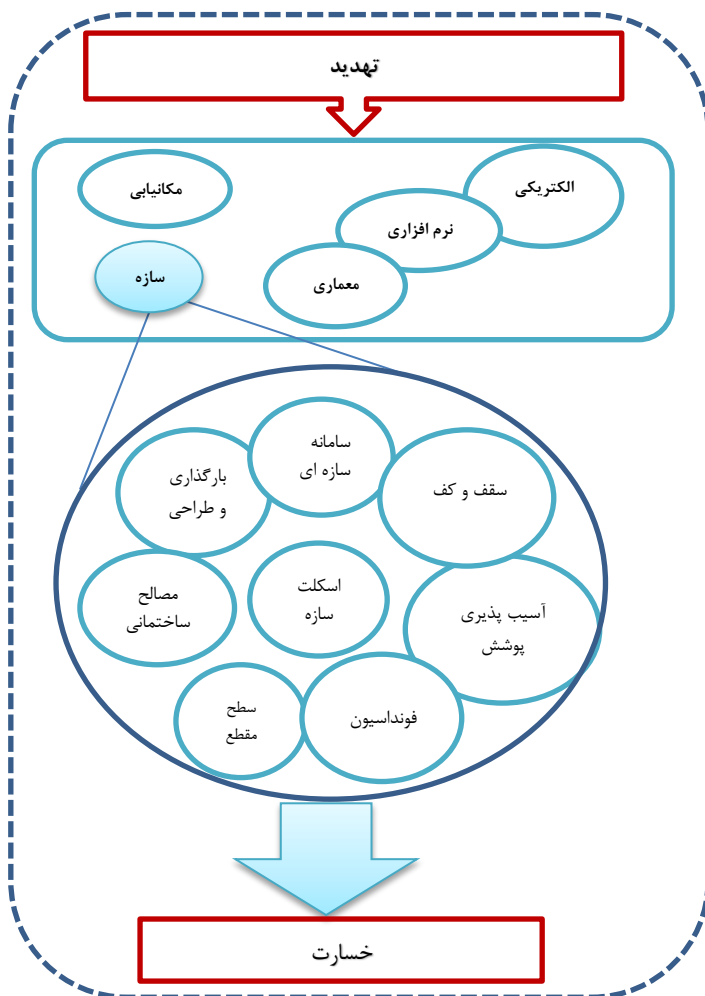 تهدید
الکتریکی
مکانیابی
نرم افزاری
سازه
معماری
سامانه
سازه ای
سقف و کف
بارگذاری
و طراحی
اسکلت
سازه
مصالح
ساختمانی
آسیب پذیری
پوشش
فونداسیون
سطح
مقطع
خسارت